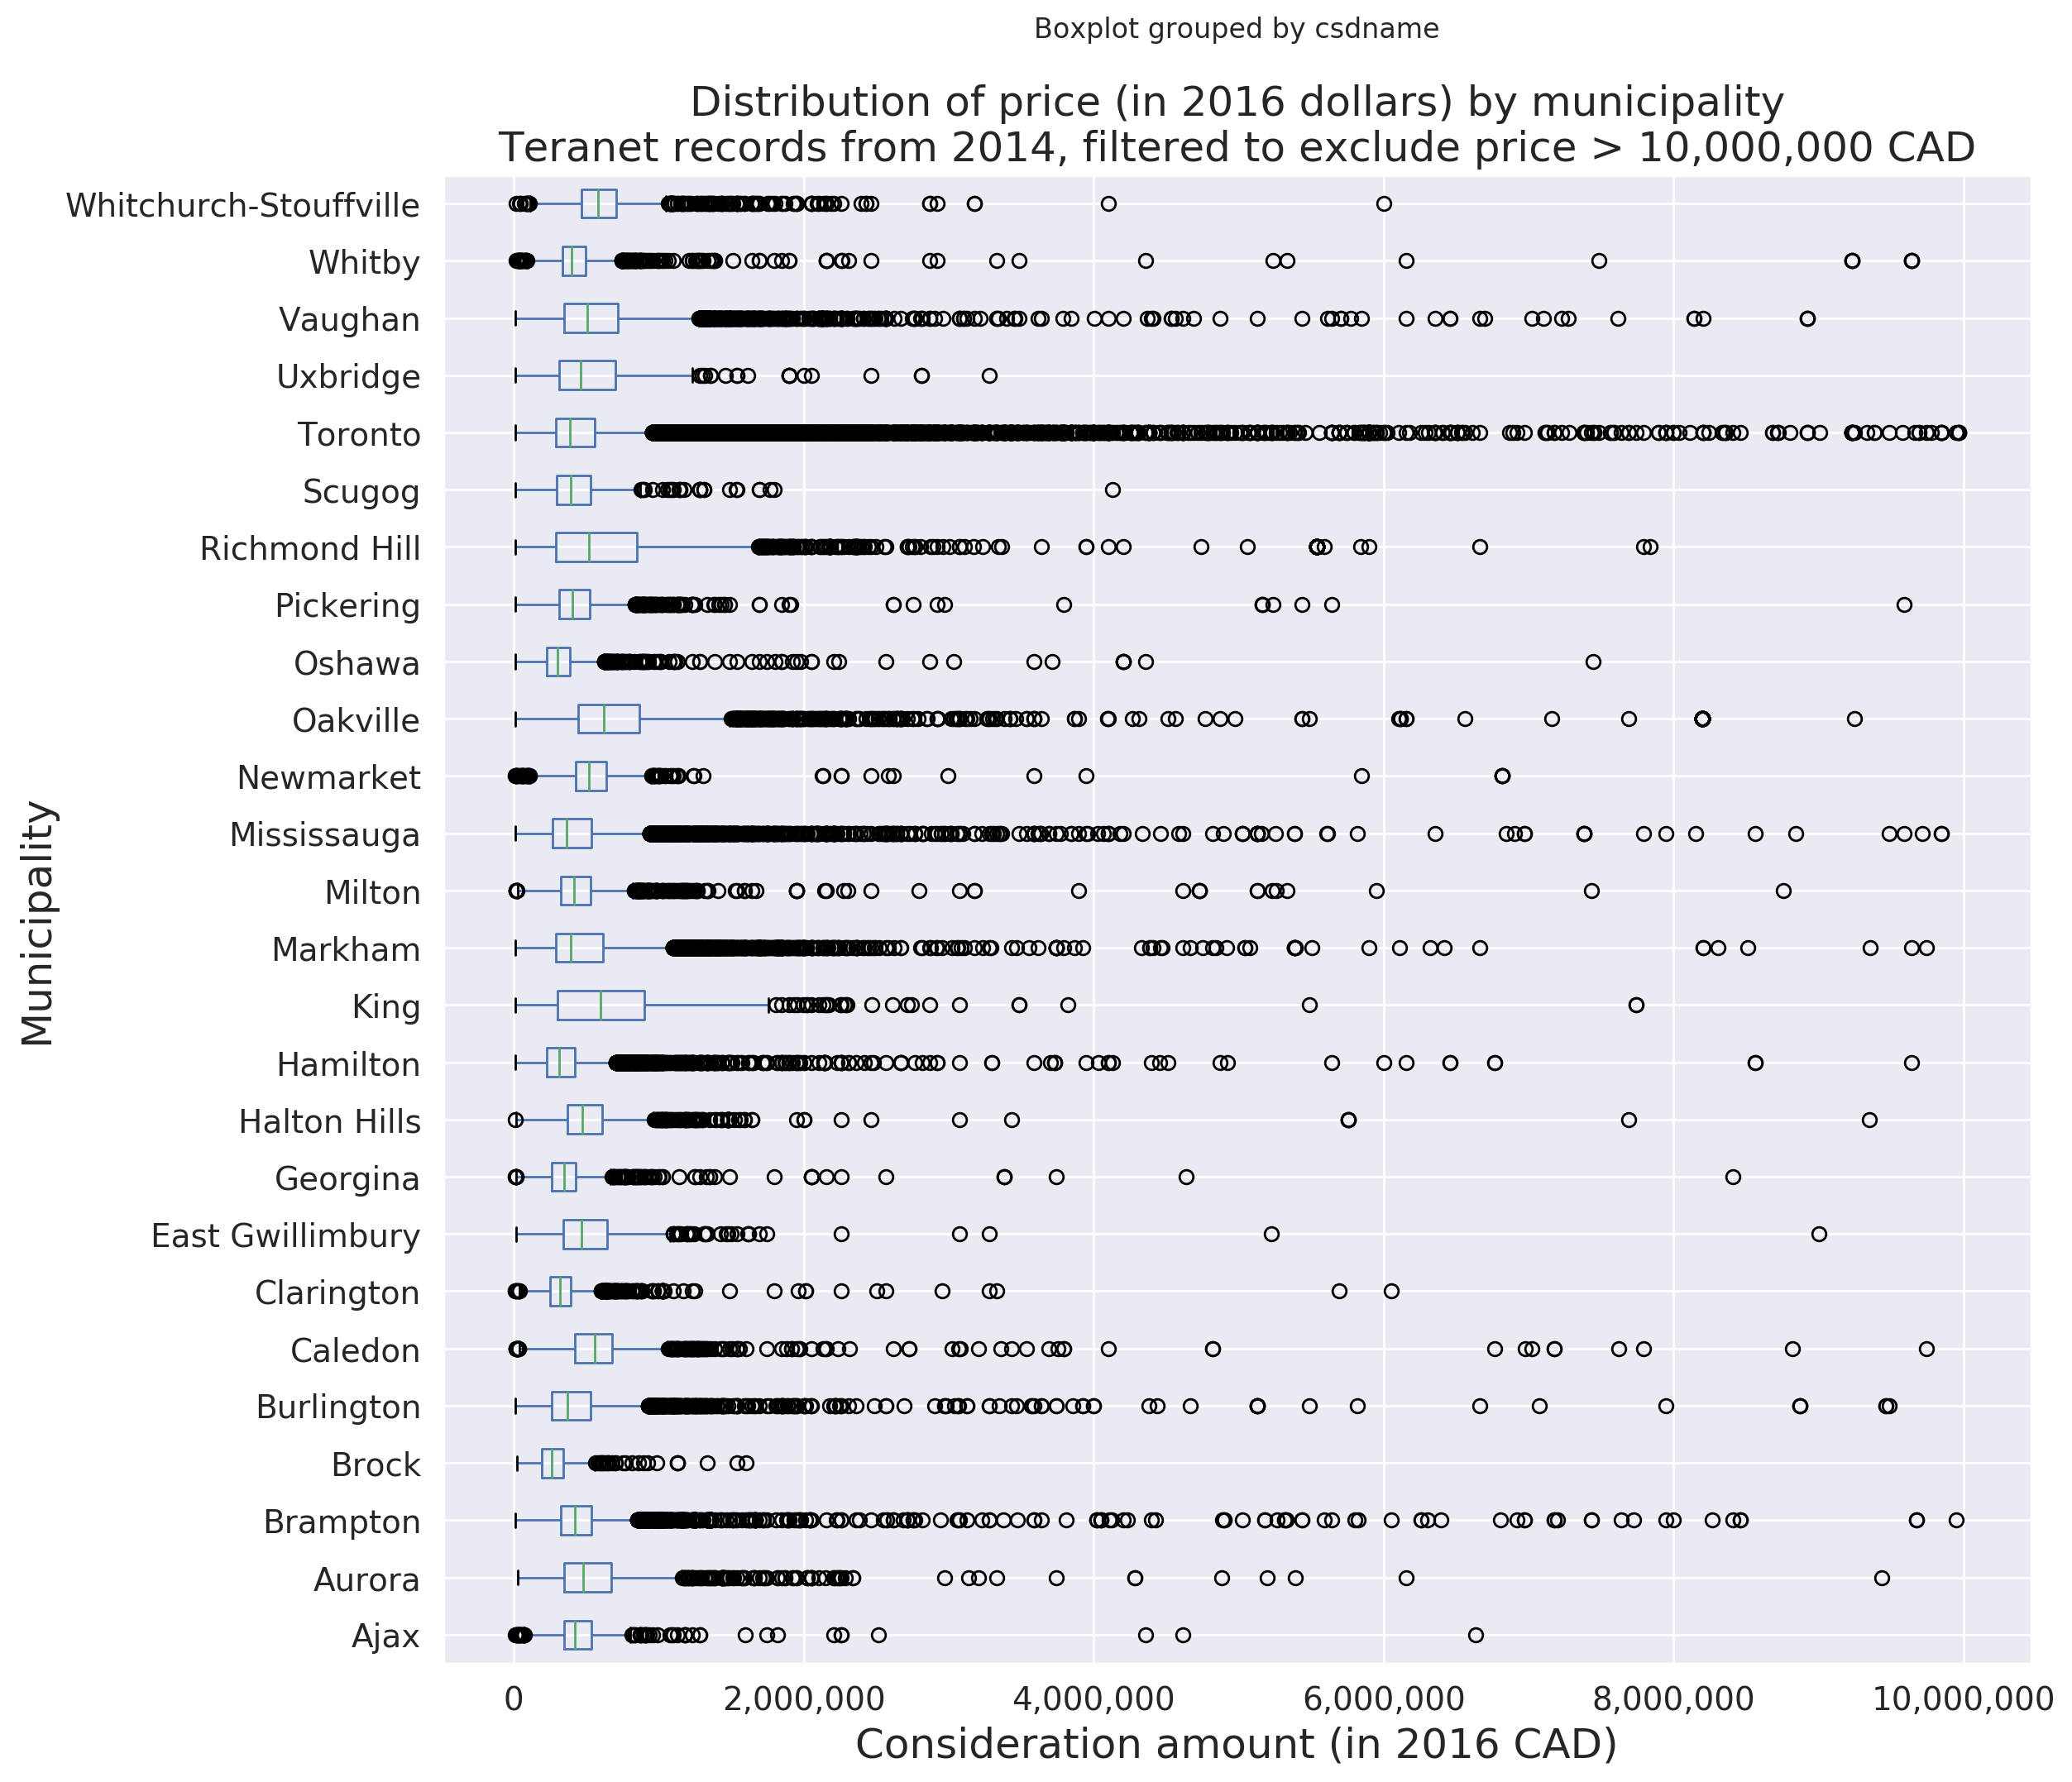 Boxplot grouped by csdname
Distribution of price (in 2016 dollars) by municipality
Teranet records from 2014, filtered to exclude price > 10,000,000 CAD
Whitchurch-Stouffville
Whitby
Vaughan
Uxbridge
Toronto
Scugog
Richmond Hill
Pickering
Oshawa
Oakville
Newmarket
Mississauga
Milton
Markham
King
Hamilton
Halton Hills
Georgina
East Gwillimbury
Clarington
Caledon
Burlington
Brock
Brampton
Aurora
Ajax
Municipality
0 2,000,000 4,000,000 6,000,000 8,000,000 10,000,000
Consideration amount (in 2016 CAD)